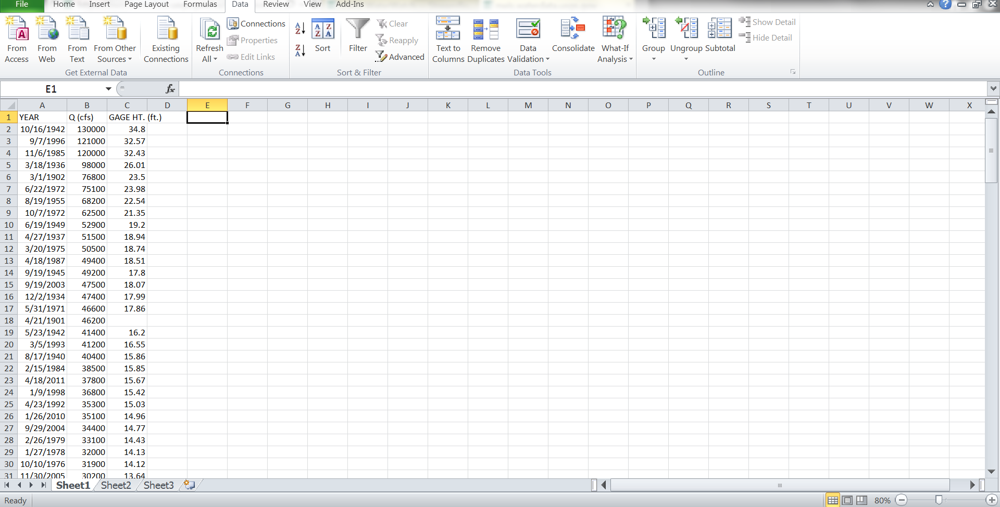 File Home Insert Page Layout Formulas Data Review View Add-Ins
From Access From Web From Text From Other Sources Existing Connections
Get External Data
Refresh All Connections Properties Edit Links
Connections
Sort Filter Clear Reapply Advanced
Sort & Filter
Text to Columns Remove Duplicates Data Validation Consolidate What-If Analysis
Data Tools
Group Ungroup Subtotal Show Detail Hide Detail
Outline
E1 fx
A B C D E F G H I J K L M N O P Q R S T U V W X
1 YEAR Q (cfs) GAGE HT. (ft.)
2 10/16/1942 130000 34.8
3 9/7/1996 121000 32.57
4 11/6/1985 120000 32.43
5 3/18/1936 98000 26.01
6 3/1/1902 76800 23.5
7 6/22/1972 75100 23.98
8 8/19/1955 68200 22.54
9 10/7/1972 62500 21.35
10 6/19/1949 52900 19.2
11 4/27/1937 51500 18.94
12 3/20/1975 50500 18.74
13 4/18/1987 49400 18.51
14 9/19/1945 49200 17.8
15 9/19/2003 47500 18.07
16 12/2/1934 47400 17.99
17 5/31/1971 46600 17.86
18 4/21/1901 46200
19 5/23/1942 41400 16.2
20 3/5/1993 41200 16.55
21 8/17/1940 40400 15.86
22 2/15/1984 38500 15.85
23 4/18/2011 37800 15.67
24 1/9/1998 36800 15.42
25 4/23/1992 35300 15.03
26 1/26/2010 35100 14.96
27 9/29/2004 34400 14.77
28 2/26/1979 33100 14.43
29 1/27/1978 32000 14.13
30 10/10/1976 31900 14.12
31 11/30/2005 30200 13.64
Sheet1 Sheet2 Sheet3
Ready 80%